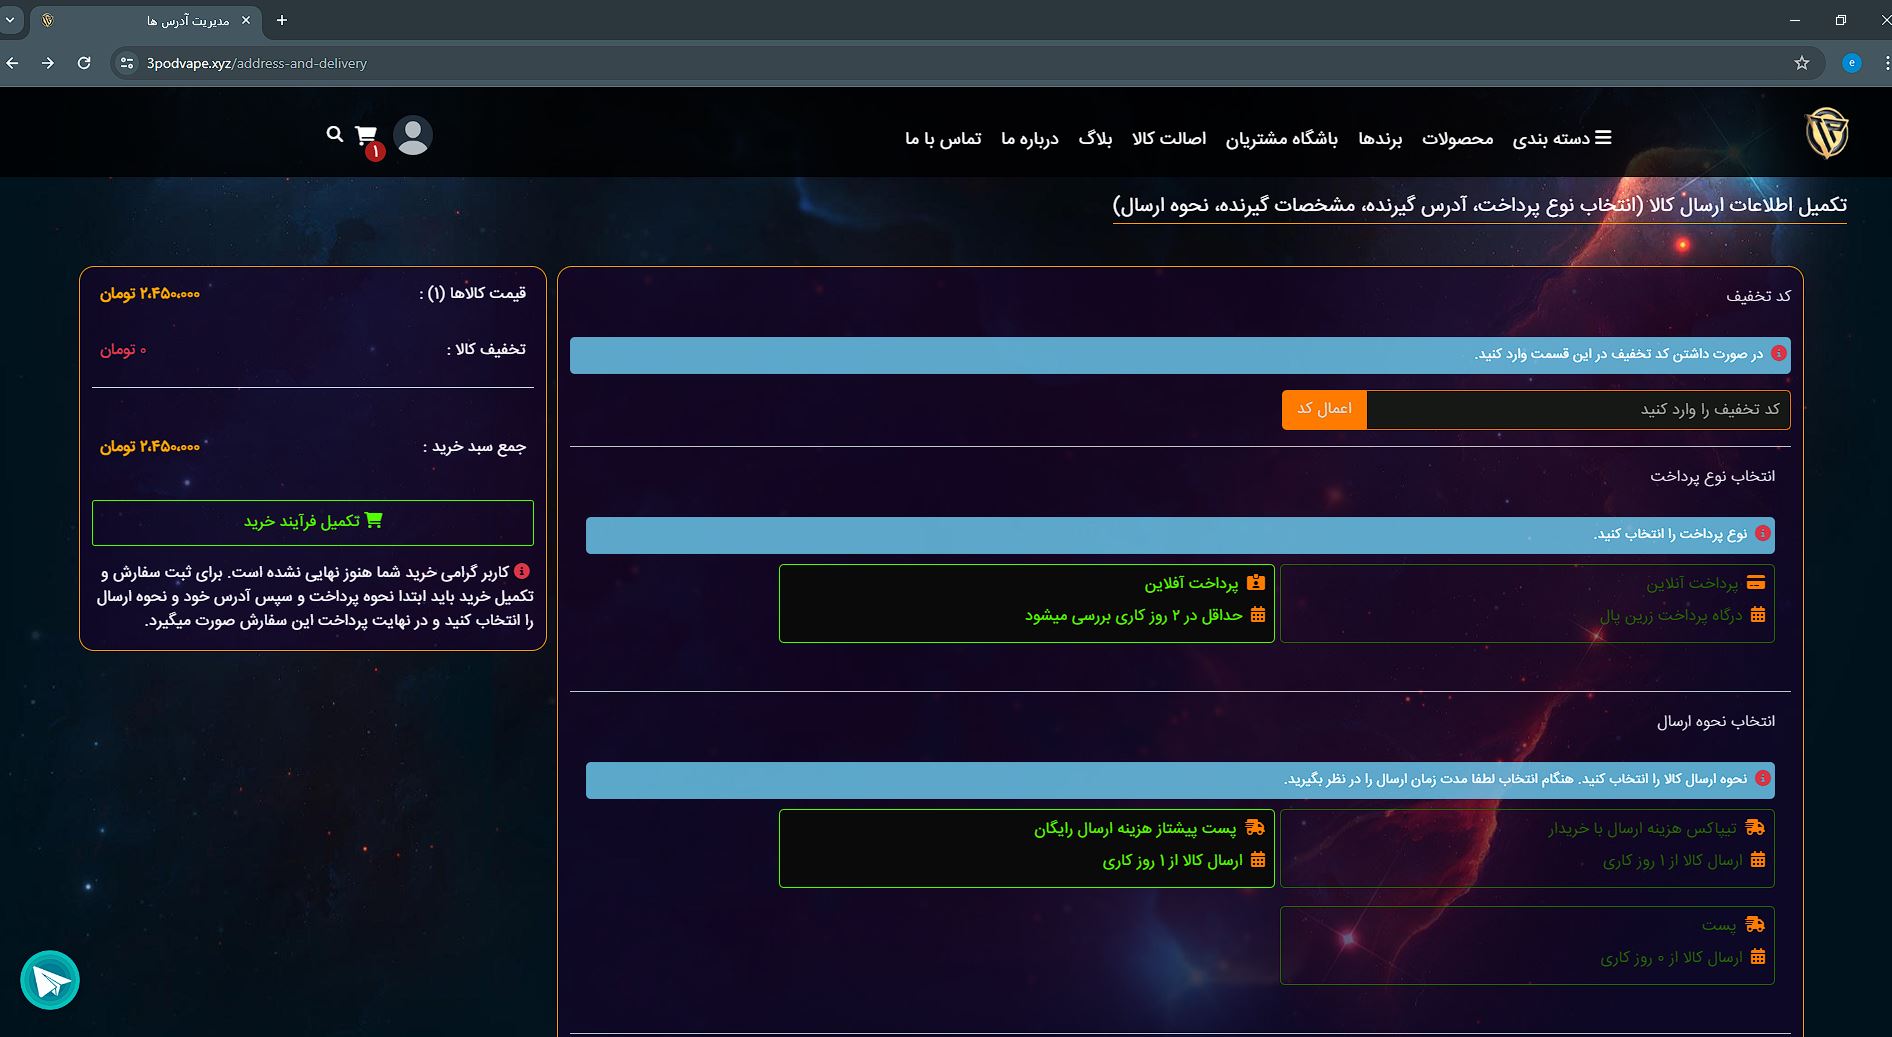 مدیریت آدرس ها
3podvape.xyz/address-and-delivery
e
دسته بندی محصولات برندها باشگاه مشتریان اصالت کالا بلاگ درباره ما تماس با ما
۱
تکمیل اطلاعات ارسال کالا (انتخاب نوع پرداخت، آدرس گیرنده، مشخصات گیرنده، نحوه ارسال)
کد تخفیف
در صورت داشتن کد تخفیف در این قسمت وارد کنید.
کد تخفیف را وارد کنید
اعمال کد
انتخاب نوع پرداخت
نوع پرداخت را انتخاب کنید.
پرداخت آنلاین
درگاه پرداخت زرین پال
پرداخت آفلاین
حداقل در ۲ روز کاری بررسی میشود
انتخاب نحوه ارسال
نحوه ارسال کالا را انتخاب کنید. هنگام انتخاب لطفا مدت زمان ارسال را در نظر بگیرید.
تیپاکس هزینه ارسال با خریدار
ارسال کالا از ۱ روز کاری
پست پیشتاز هزینه ارسال رایگان
ارسال کالا از ۱ روز کاری
پست
ارسال کالا از ۰ روز کاری
قیمت کالاها (۱) : ۲،۴۵۰،۰۰۰ تومان
تخفیف کالا : ۰ تومان
جمع سبد خرید : ۲،۴۵۰،۰۰۰ تومان
تکمیل فرآیند خرید
کاربر گرامی خرید شما هنوز نهایی نشده است. برای ثبت سفارش و
تکمیل خرید باید ابتدا نحوه پرداخت و سپس آدرس خود و نحوه ارسال
را انتخاب کنید و در نهایت پرداخت این سفارش صورت میگیرد.